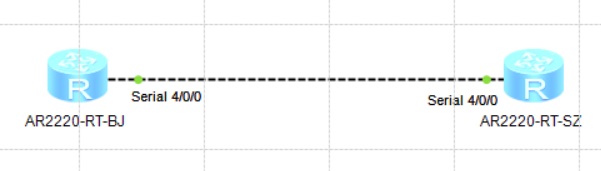 R
R
Serial 4/0/0
Serial 4/0/0
AR2220-RT-BJ
AR2220-RT-SZ